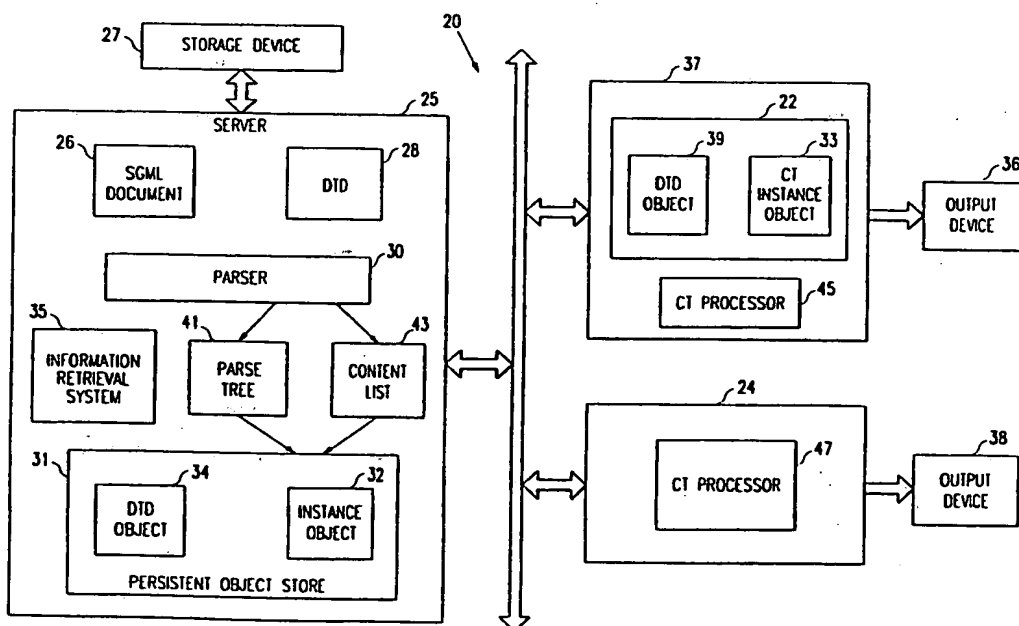 27
STORAGE DEVICE
20
25
SERVER
26
SGML
DOCUMENT
28
DTD
30
PARSER
35
INFORMATION
RETRIEVAL
SYSTEM
41
PARSE
TREE
43
CONTENT
LIST
31
34
DTD
OBJECT
32
INSTANCE
OBJECT
PERSISTENT OBJECT STORE
37
22
39
DTD
OBJECT
33
CT
INSTANCE
OBJECT
36
OUTPUT
DEVICE
CT PROCESSOR
45
24
47
CT PROCESSOR
38
OUTPUT
DEVICE